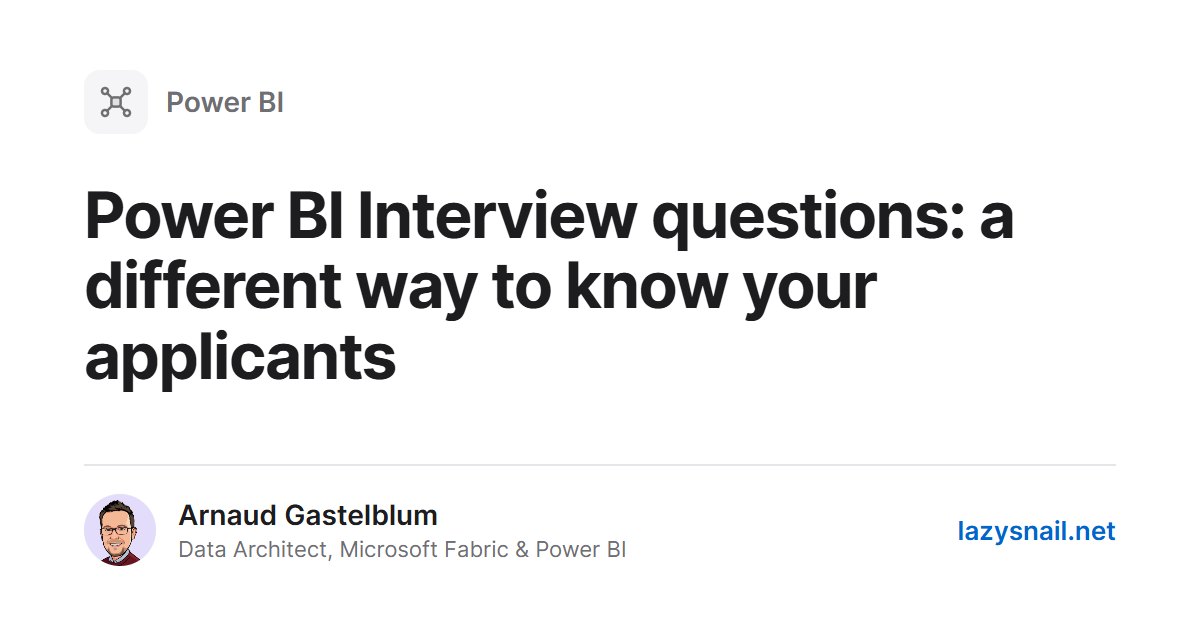 Power BI
Power BI Interview questions: a
different way to know your
applicants
Arnaud Gastelblum
Data Architect, Microsoft Fabric & Power BI
lazysnail.net